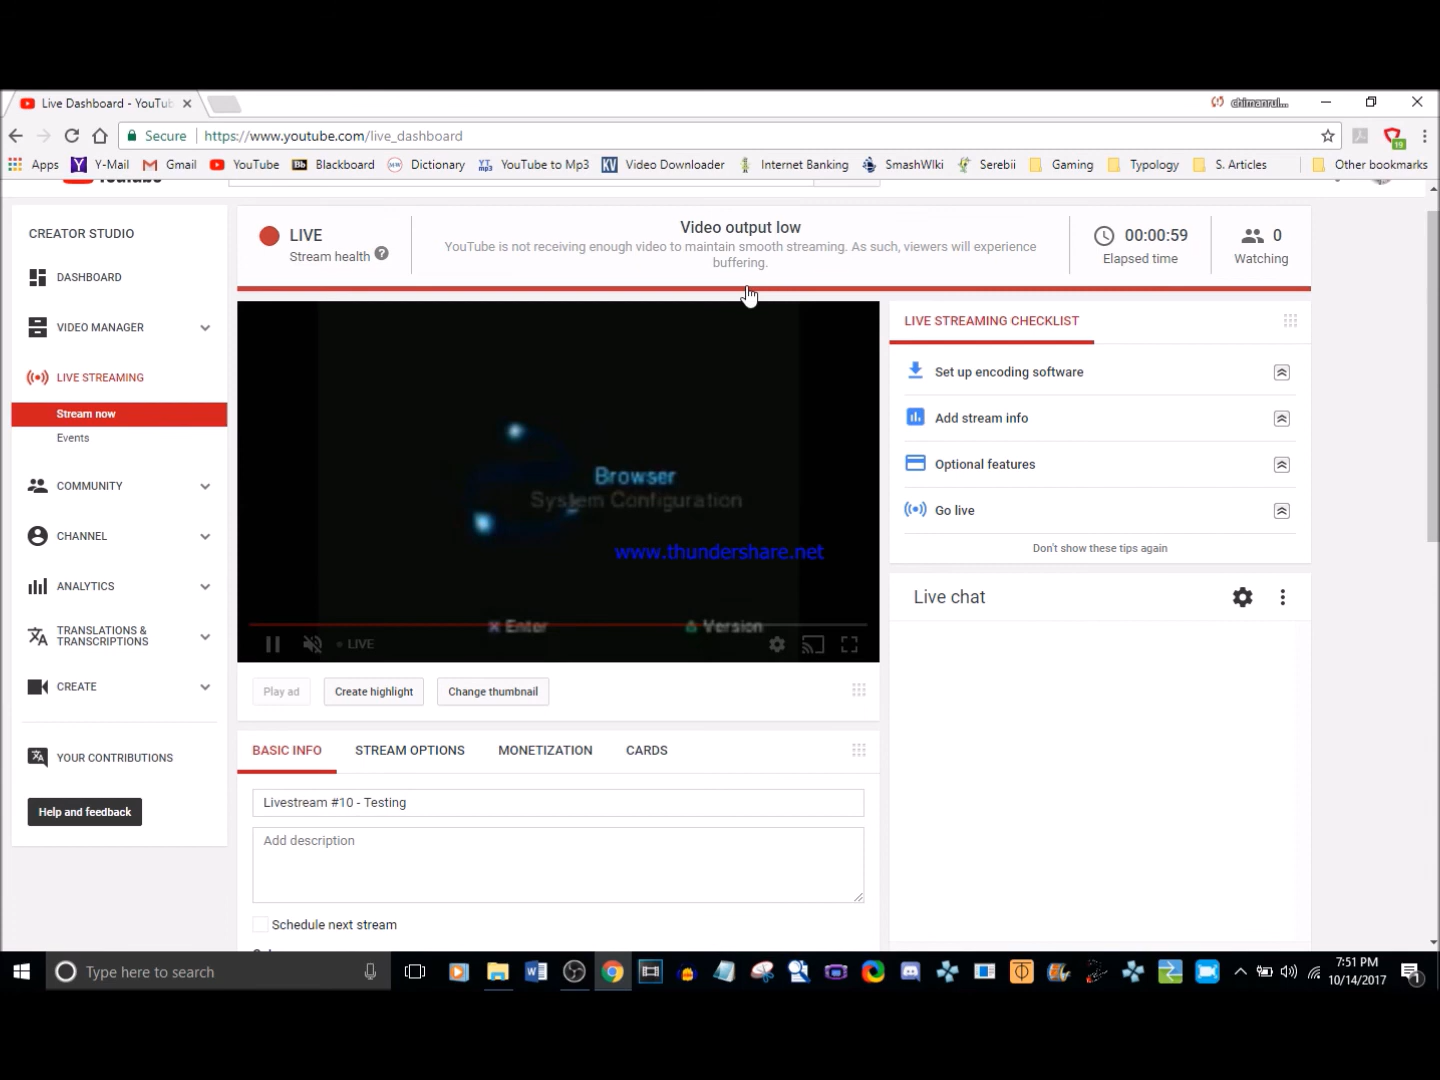 Live Dashboard - YouTub
chimanrul...
Secure https://www.youtube.com/live_dashboard
Apps Y-Mail Gmail YouTube Blackboard Dictionary YouTube to Mp3 Video Downloader Internet Banking SmashWIki Serebii Gaming Typology S. Articles Other bookmarks
CREATOR STUDIO
DASHBOARD
VIDEO MANAGER
LIVE STREAMING
Stream now
Events
COMMUNITY
CHANNEL
ANALYTICS
TRANSLATIONS &
TRANSCRIPTIONS
CREATE
YOUR CONTRIBUTIONS
Help and feedback
LIVE
Stream health
Video output low
YouTube is not receiving enough video to maintain smooth streaming. As such, viewers will experience
buffering.
00:00:59
Elapsed time
0
Watching
Browser
System Configuration
www.thundershare.net
Enter Version
LIVE
Play ad Create highlight Change thumbnail
BASIC INFO STREAM OPTIONS MONETIZATION CARDS
Livestream #10 - Testing
Add description
Schedule next stream
LIVE STREAMING CHECKLIST
Set up encoding software
Add stream info
Optional features
Go live
Don't show these tips again
Live chat
Type here to search
7:51 PM
10/14/2017